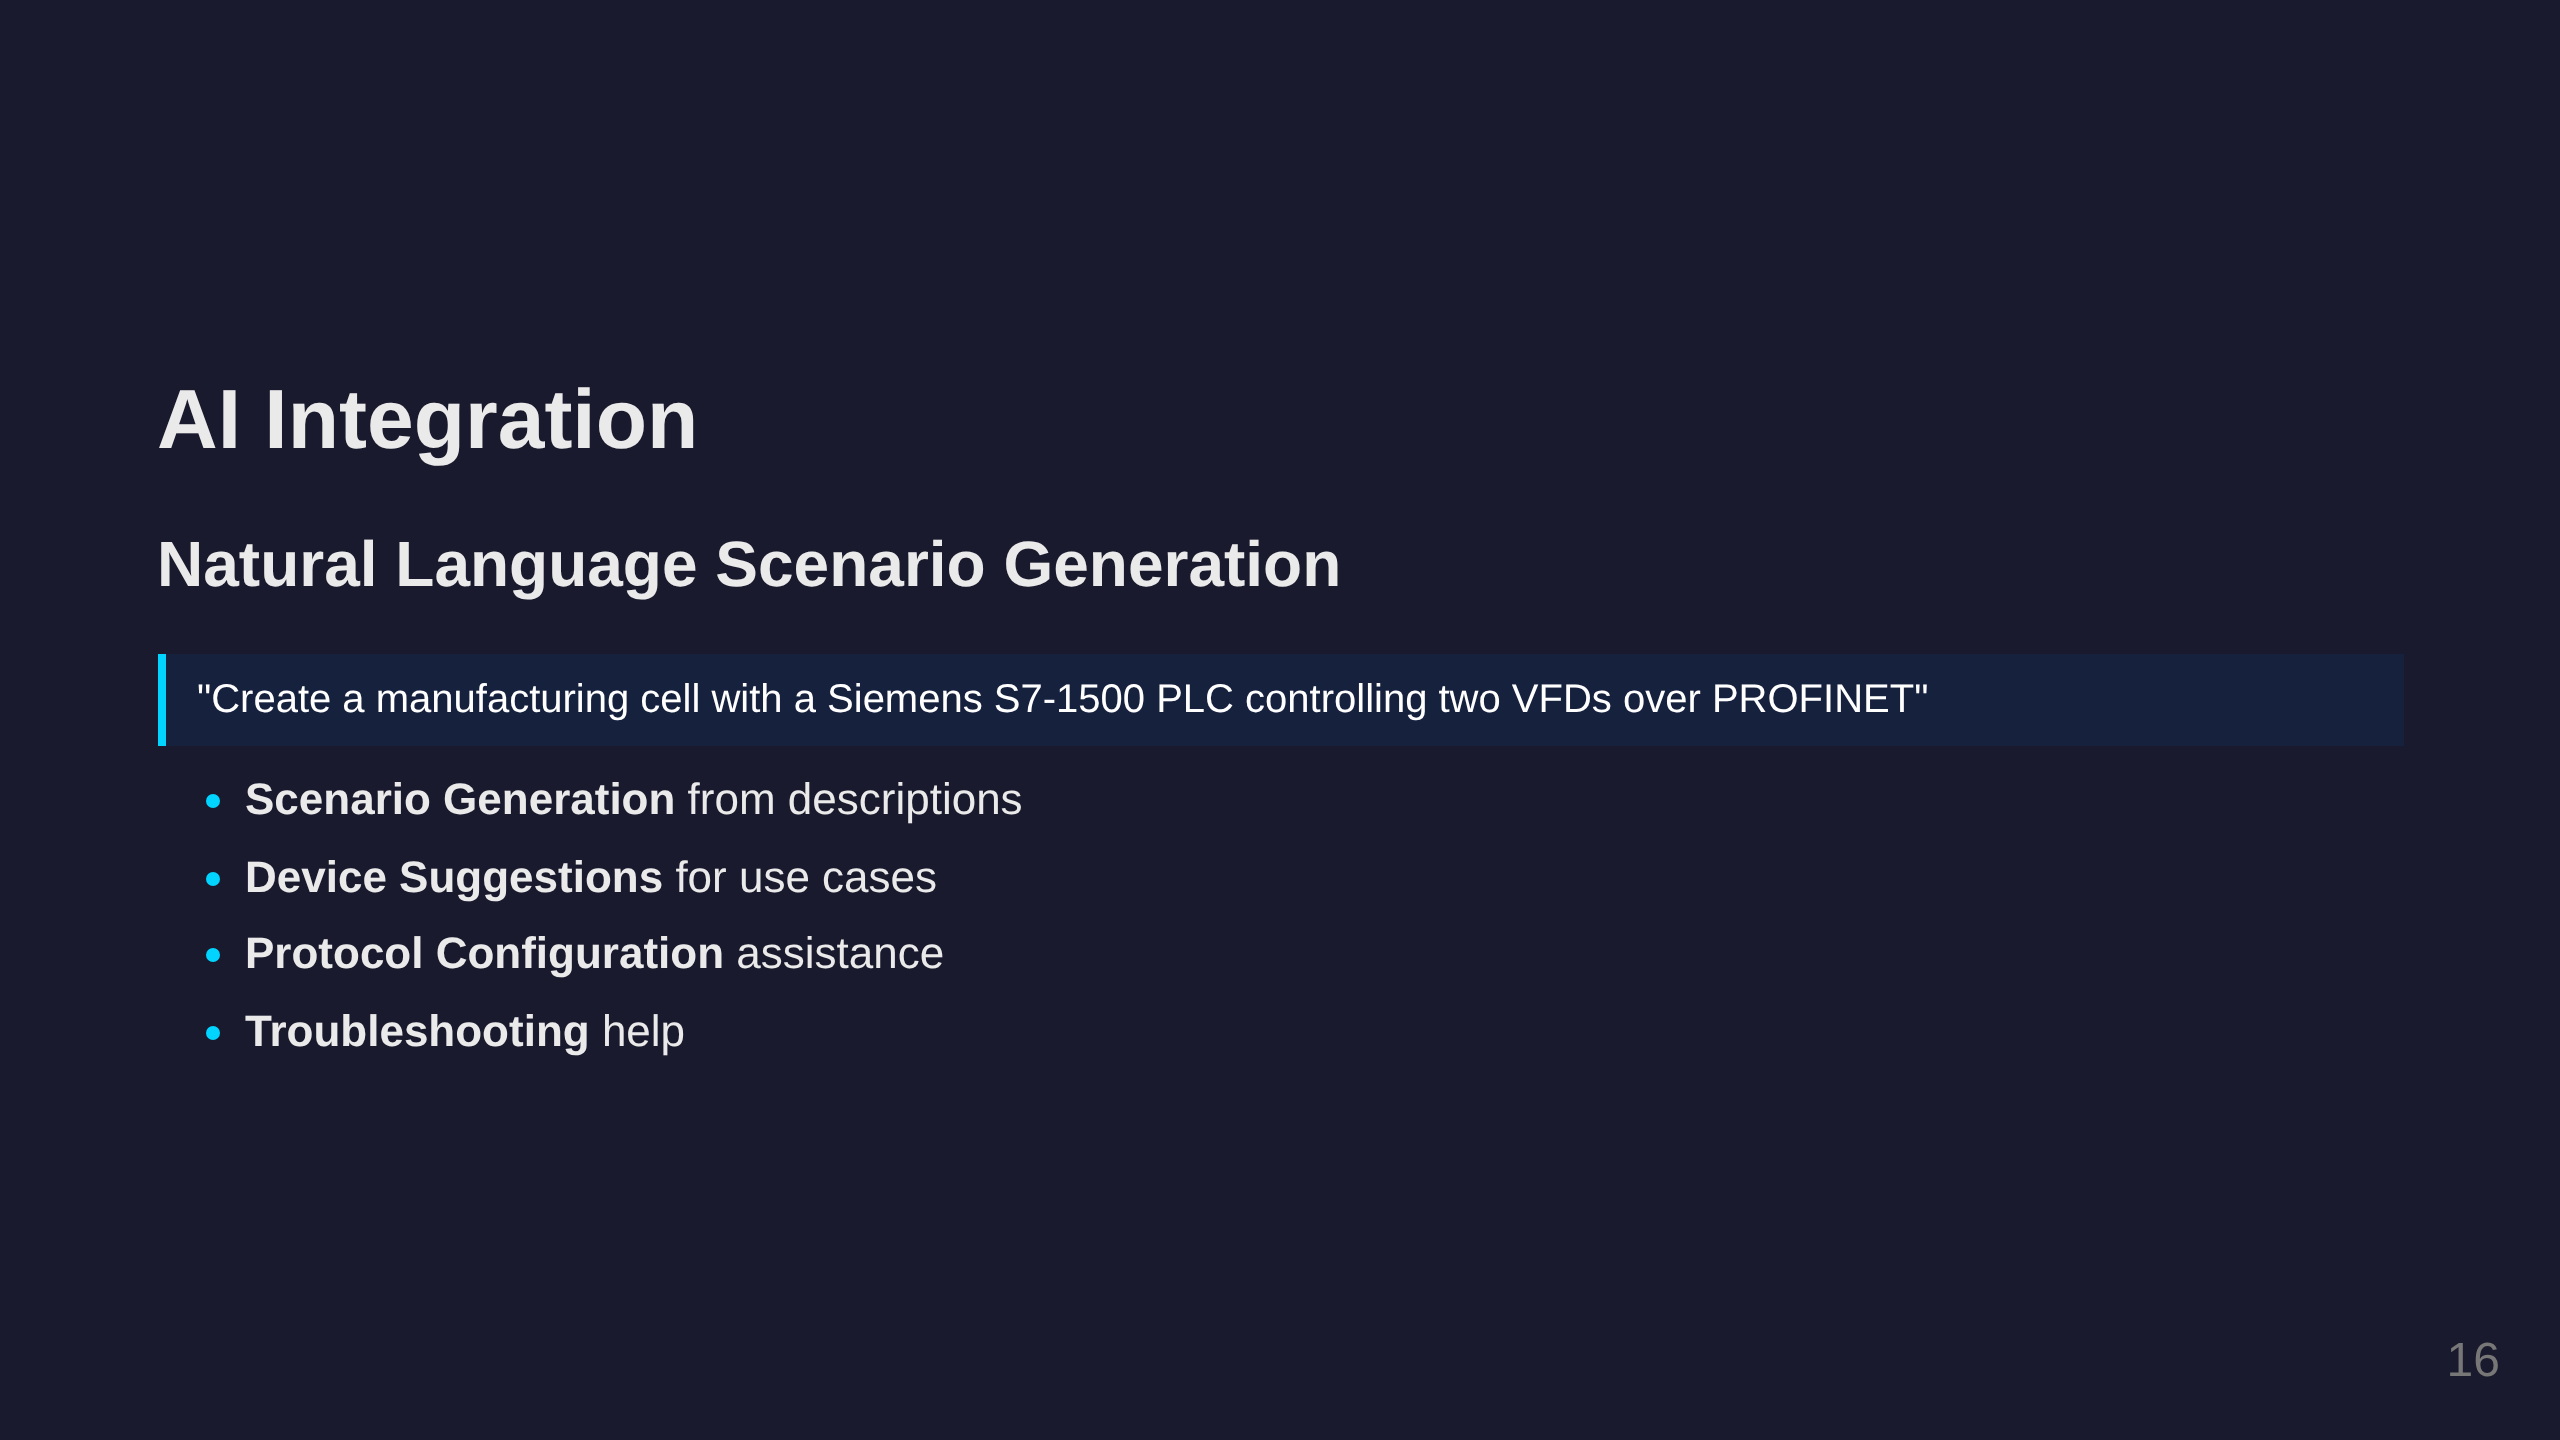 AI Integration
Natural Language Scenario Generation
"Create a manufacturing cell with a Siemens S7-1500 PLC controlling two VFDs over PROFINET"
Scenario Generation from descriptions
Device Suggestions for use cases
Protocol Configuration assistance
Troubleshooting help
16